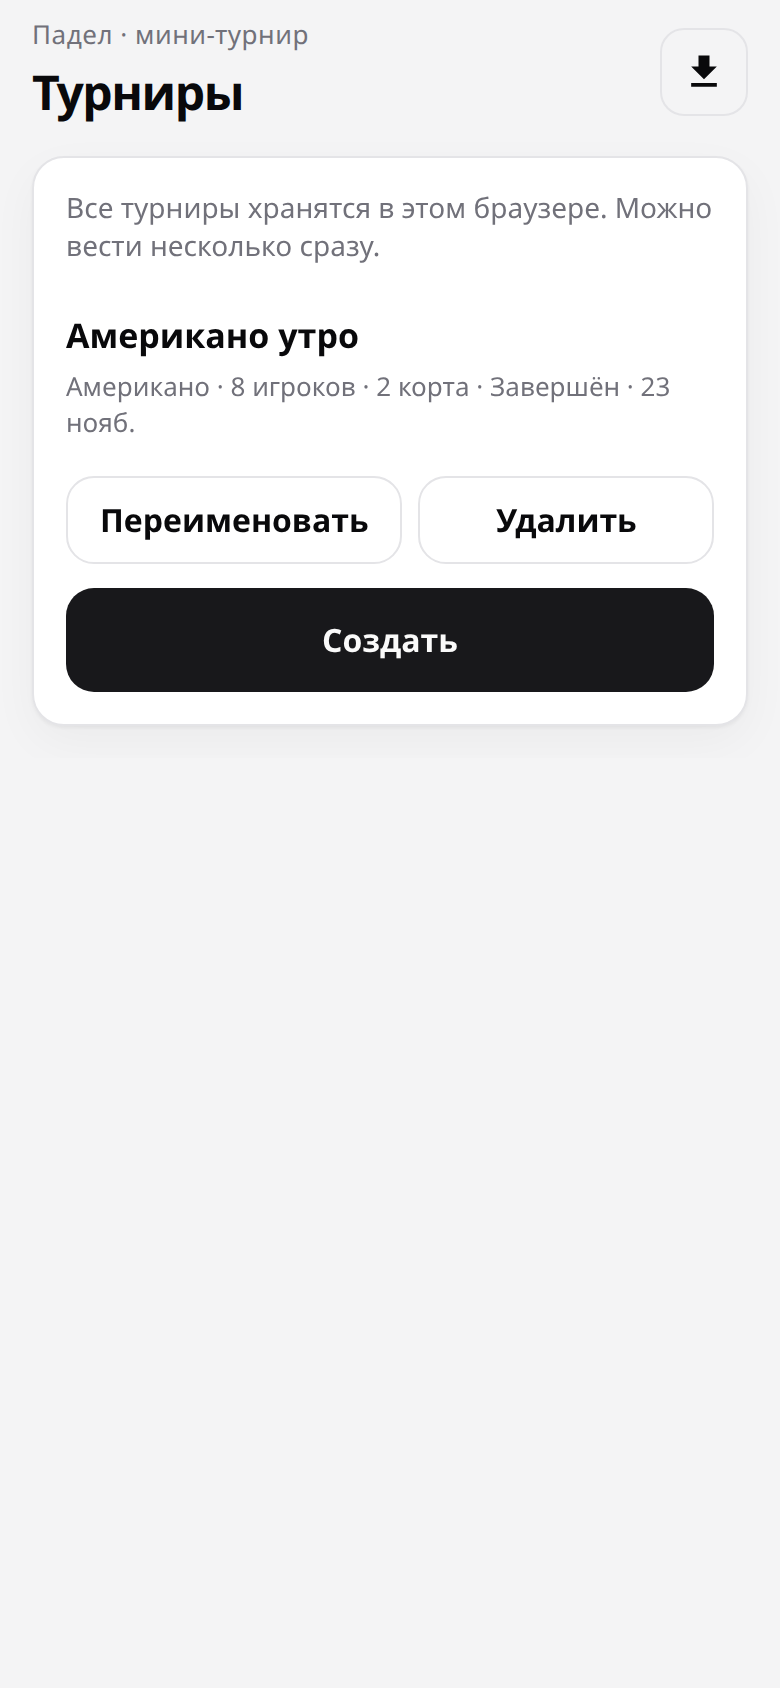 Падел · мини-турнир
Турниры
Все турниры хранятся в этом браузере. Можно
вести несколько сразу.
Американо утро
Американо · 8 игроков · 2 корта · Завершён · 23
нояб.
Переименовать
Удалить
Создать